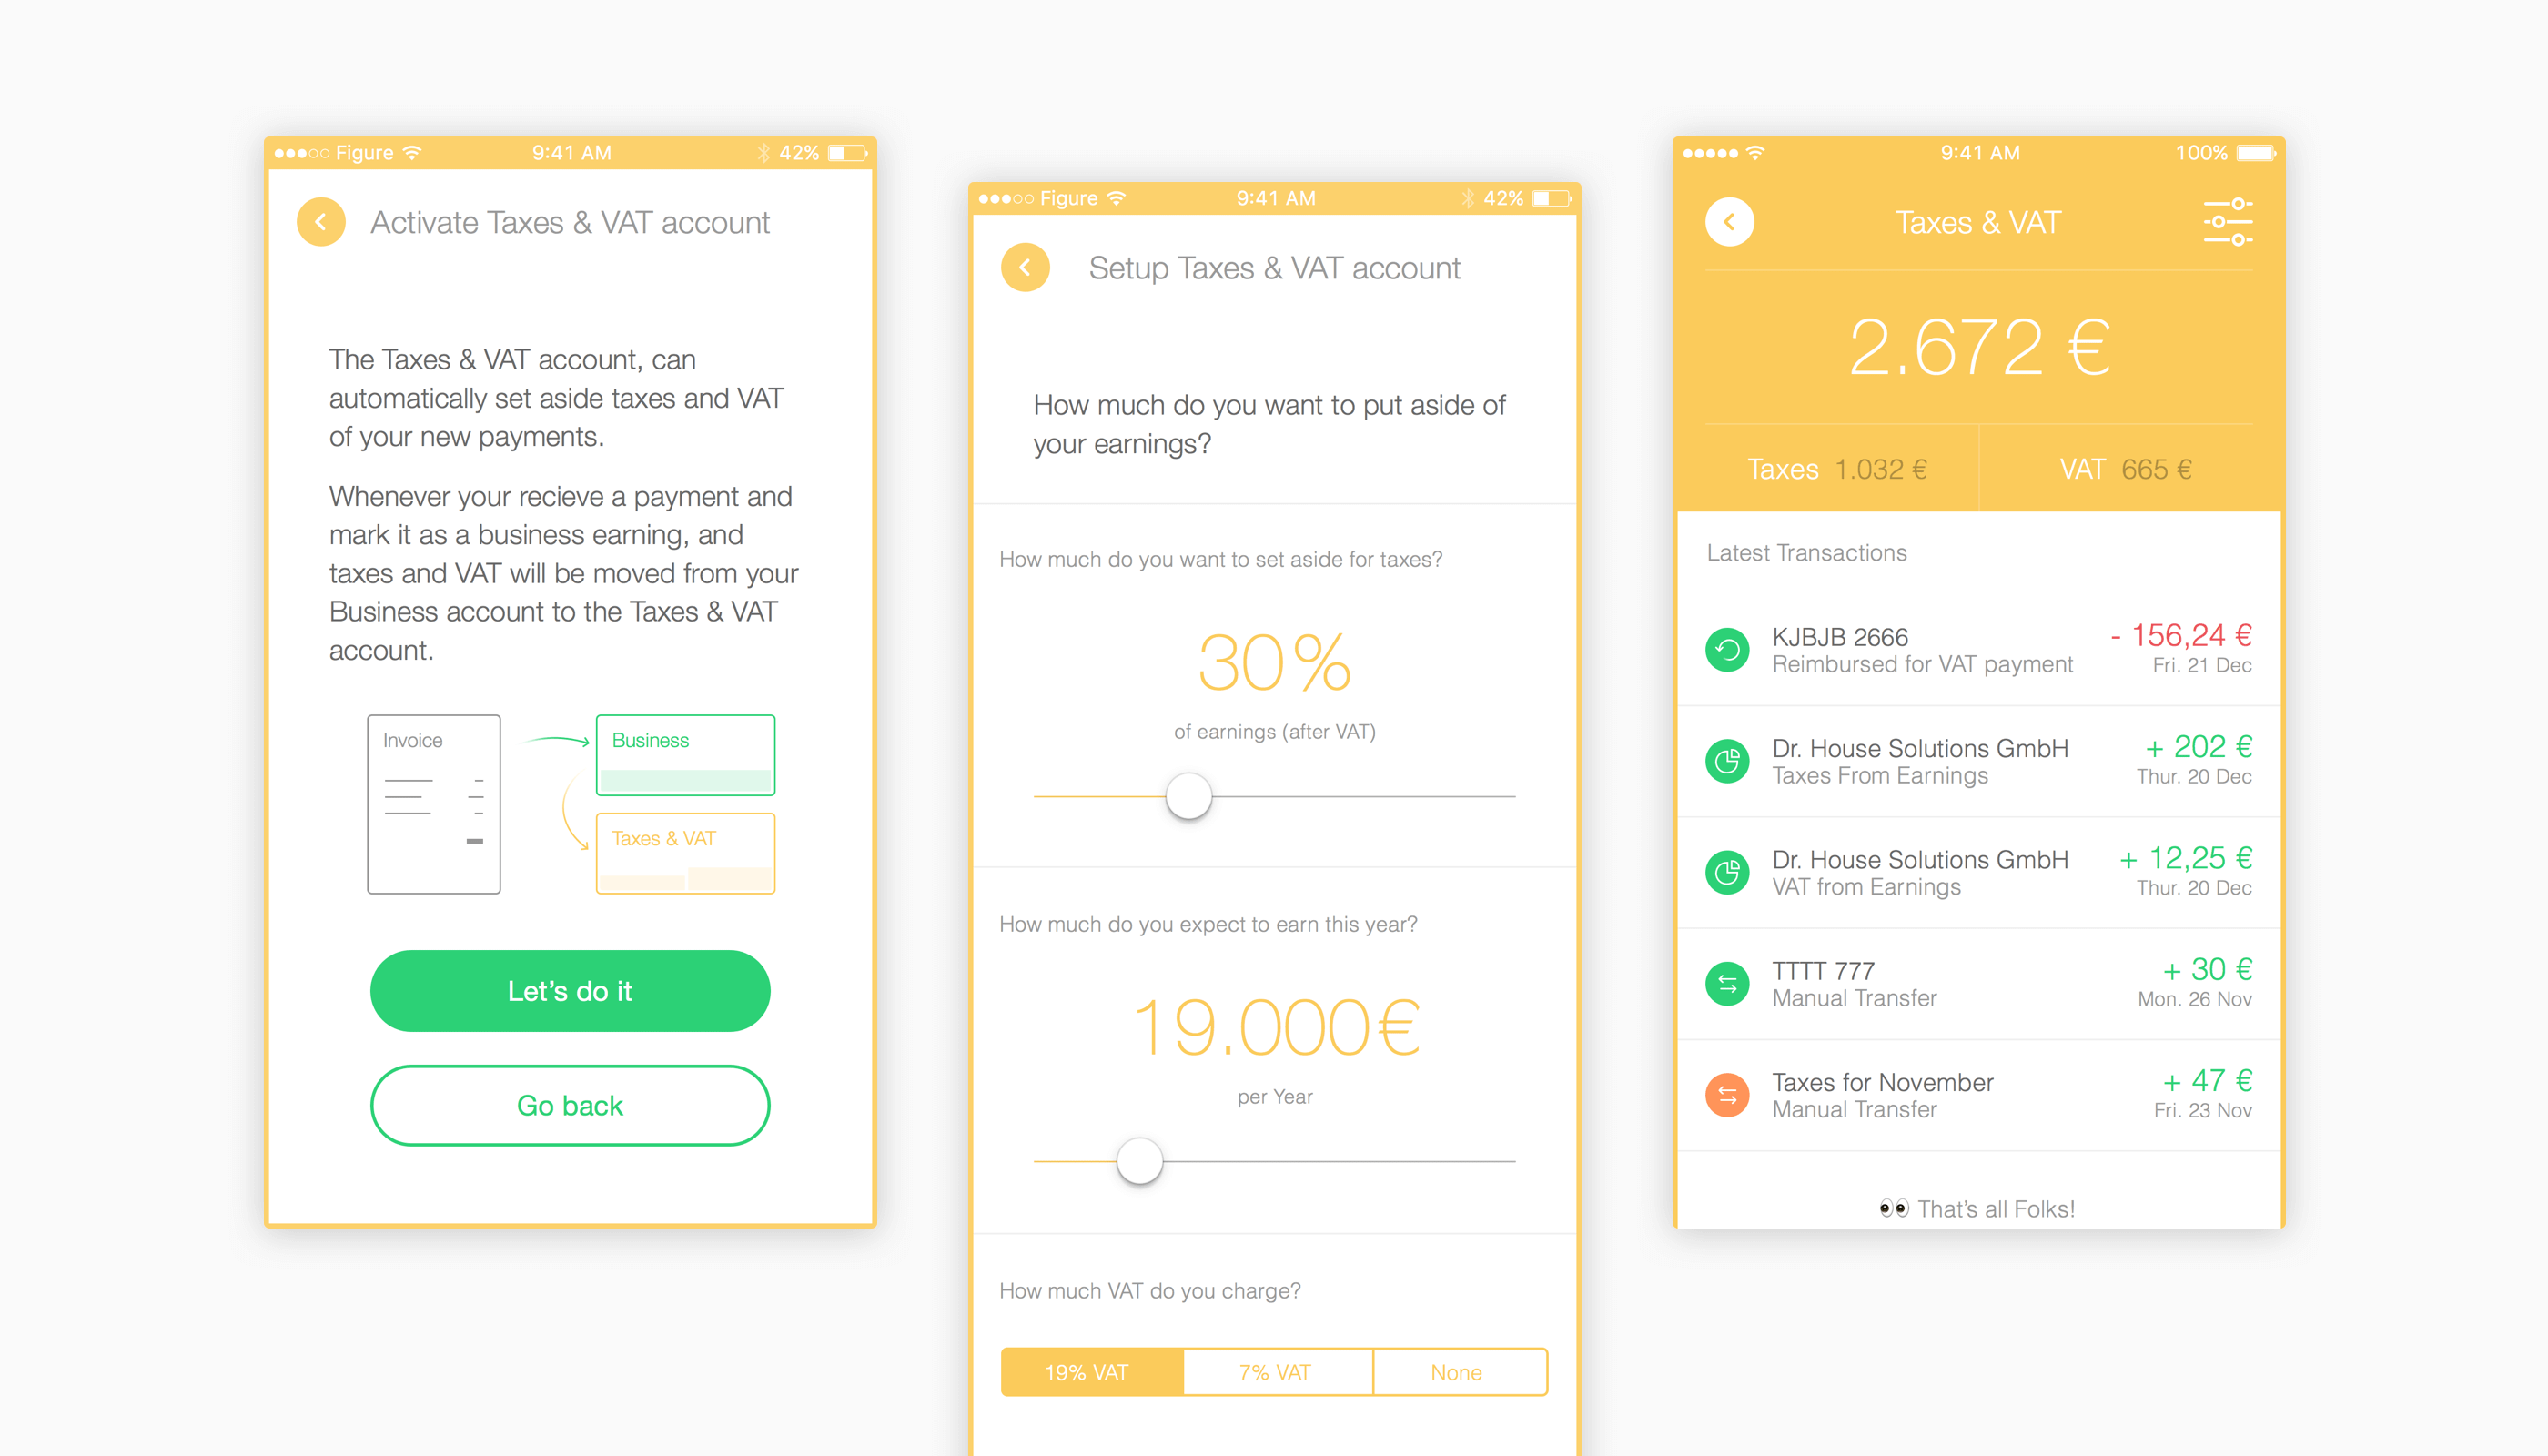 Figure 9:41 AM 42%
Activate Taxes & VAT account
The Taxes & VAT account, can
automatically set aside taxes and VAT
of your new payments.
Whenever your recieve a payment and
mark it as a business earning, and
taxes and VAT will be moved from your
Business account to the Taxes & VAT
account.
Invoice
Business
Taxes & VAT
Let’s do it
Go back
Figure 9:41 AM 42%
Setup Taxes & VAT account
How much do you want to put aside of
your earnings?
How much do you want to set aside for taxes?
30%
of earnings (after VAT)
How much do you expect to earn this year?
19.000€
per Year
How much VAT do you charge?
19% VAT 7% VAT None
9:41 AM 100%
Taxes & VAT
2.672 €
Taxes 1.032 € VAT 665 €
Latest Transactions
KJBJB 2666 - 156,24 €
Reimbursed for VAT payment Fri. 21 Dec
Dr. House Solutions GmbH + 202 €
Taxes From Earnings Thur. 20 Dec
Dr. House Solutions GmbH + 12,25 €
VAT from Earnings Thur. 20 Dec
TTTT 777 + 30 €
Manual Transfer Mon. 26 Nov
Taxes for November + 47 €
Manual Transfer Fri. 23 Nov
👀 That’s all Folks!